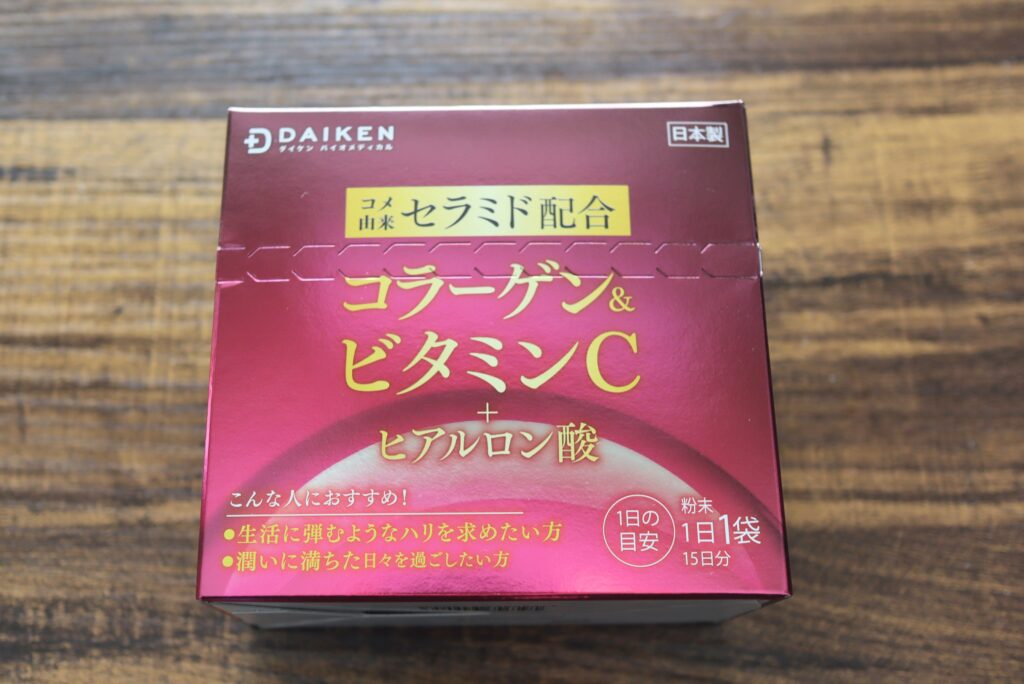 DAIKEN
ダイケン バイオメディカル
日本製
コメ
由来
セラミド配合
コラーゲン&
ビタミンC
+
ヒアルロン酸
こんな人におすすめ!
●生活に弾むようなハリを求めたい方
●潤いに満ちた日々を過ごしたい方
1日の
目安
粉末
1日1袋
15日分